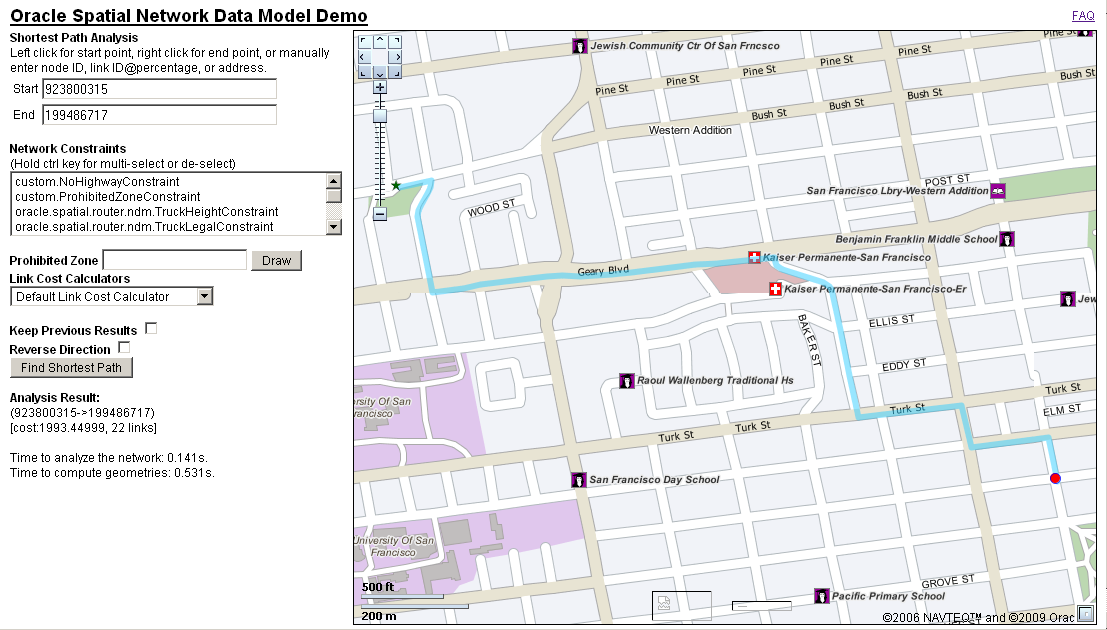 Oracle Spatial Network Data Model Demo
FAQ
Shortest Path Analysis
Left click for start point, right click for end point, or manually
enter node ID, link ID@percentage, or address.
Start 923800315
End 199486717
Network Constraints
(Hold ctrl key for multi-select or de-select)
custom.NoHighwayConstraint
custom.ProhibitedZoneConstraint
oracle.spatial.router.ndm.TruckHeightConstraint
oracle.spatial.router.ndm.TruckLegalConstraint
Prohibited Zone
Draw
Link Cost Calculators
Default Link Cost Calculator
Keep Previous Results
Reverse Direction
Find Shortest Path
Analysis Result:
(923800315->199486717)
[cost:1993.44999, 22 links]
Time to analyze the network: 0.141s.
Time to compute geometries: 0.531s.
Jewish Community Ctr Of San Frncsco
Pine St
Pine St
Pine St
Pine St
Pine St
Pine St
Bush St
Bush St
Bush St
Bush St
Western Addition
POST ST
San Francisco Lbry-Western Addition
WOOD ST
Benjamin Franklin Middle School
Kaiser Permanente-San Francisco
Geary Blvd
Kaiser Permanente-San Francisco-Er
Jew
BAKER ST
ELLIS ST
EDDY ST
Raoul Wallenberg Traditional Hs
Turk St
rsity Of San
rancisco
Turk St
ELM ST
Turk St
Turk St
San Francisco Day School
University Of San
Francisco
GROVE ST
500 ft
200 m
Pacific Primary School
©2006 NAVTEQT™ and ©2009 Orac